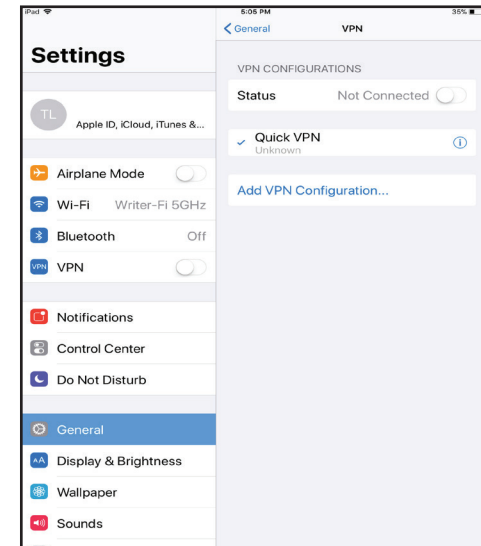 iPad
5:05 PM
35%
Settings
TL
Apple ID, iCloud, iTunes &...
Airplane Mode
Wi-Fi Writer-Fi 5GHz
Bluetooth Off
VPN VPN
Notifications
Control Center
Do Not Disturb
General
AA Display & Brightness
Wallpaper
Sounds
General
VPN
VPN CONFIGURATIONS
Status Not Connected
Quick VPN
Unknown
Add VPN Configuration...